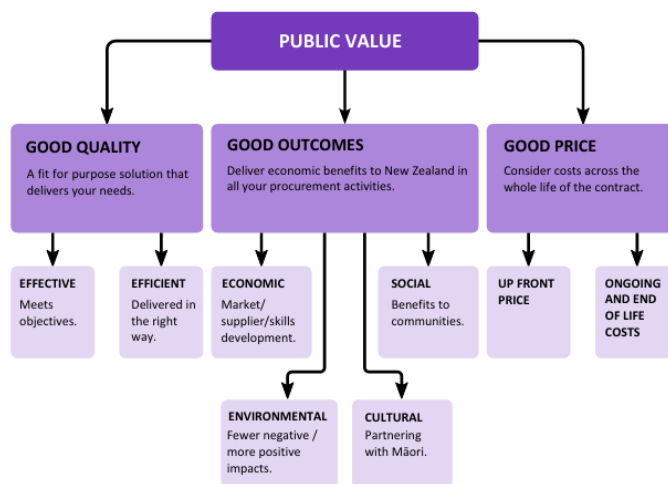 PUBLIC VALUE
GOOD QUALITY
A fit for purpose solution that
delivers your needs.
GOOD OUTCOMES
Deliver economic benefits to New Zealand in
all your procurement activities.
GOOD PRICE
Consider costs across the
whole life of the contract.
EFFECTIVE
Meets
objectives.
EFFICIENT
Delivered in
the right
way.
ECONOMIC
Market/
supplier/skills
development.
SOCIAL
Benefits to
communities.
UP FRONT
PRICE
ONGOING
AND END
OF LIFE
COSTS
ENVIRONMENTAL
Fewer negative /
more positive
impacts.
CULTURAL
Partnering
with Māori.